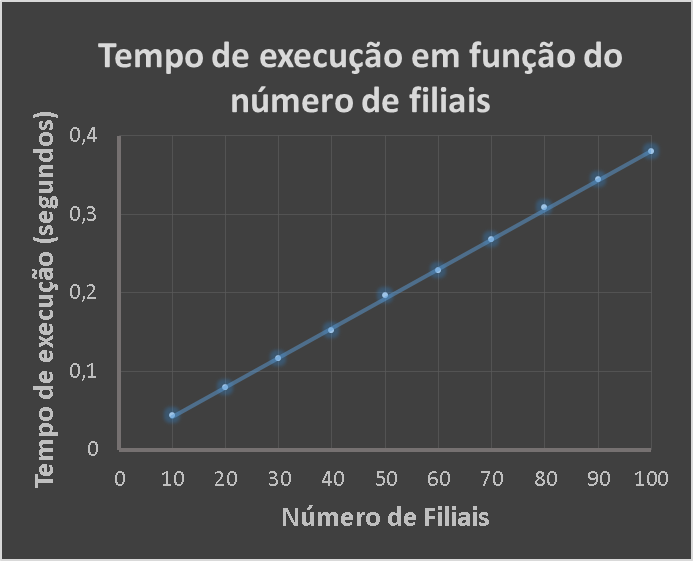 Tempo de execução em função do
número de filiais
Tempo de execução (segundos)
0,4
0,3
0,2
0,1
0
0 10 20 30 40 50 60 70 80 90 100
Número de Filiais